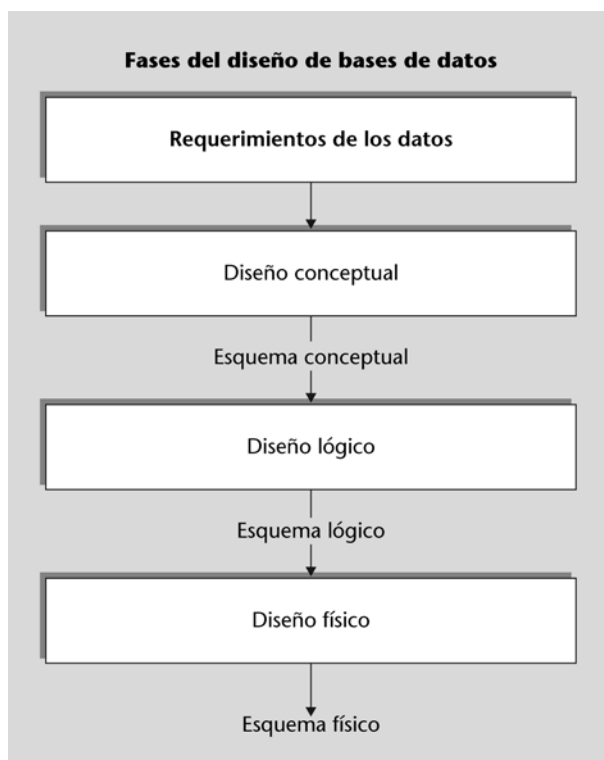 Fases del diseño de bases de datos
Requerimientos de los datos
Diseño conceptual
Esquema conceptual
Diseño lógico
Esquema lógico
Diseño físico
Esquema físico